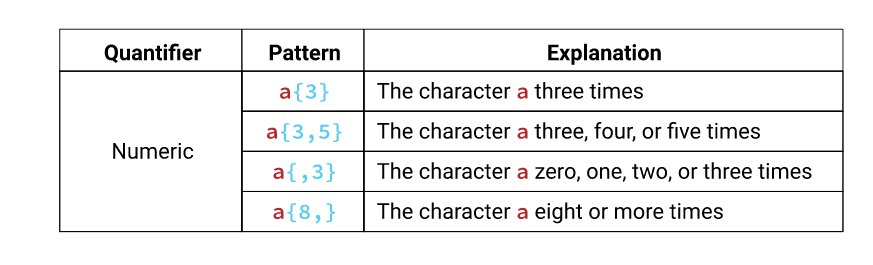 Quantifier Pattern Explanation
a{3} The character a three times
a{3,5} The character a three, four, or five times
Numeric
a{,3} The character a zero, one, two, or three times
a{8,} The character a eight or more times